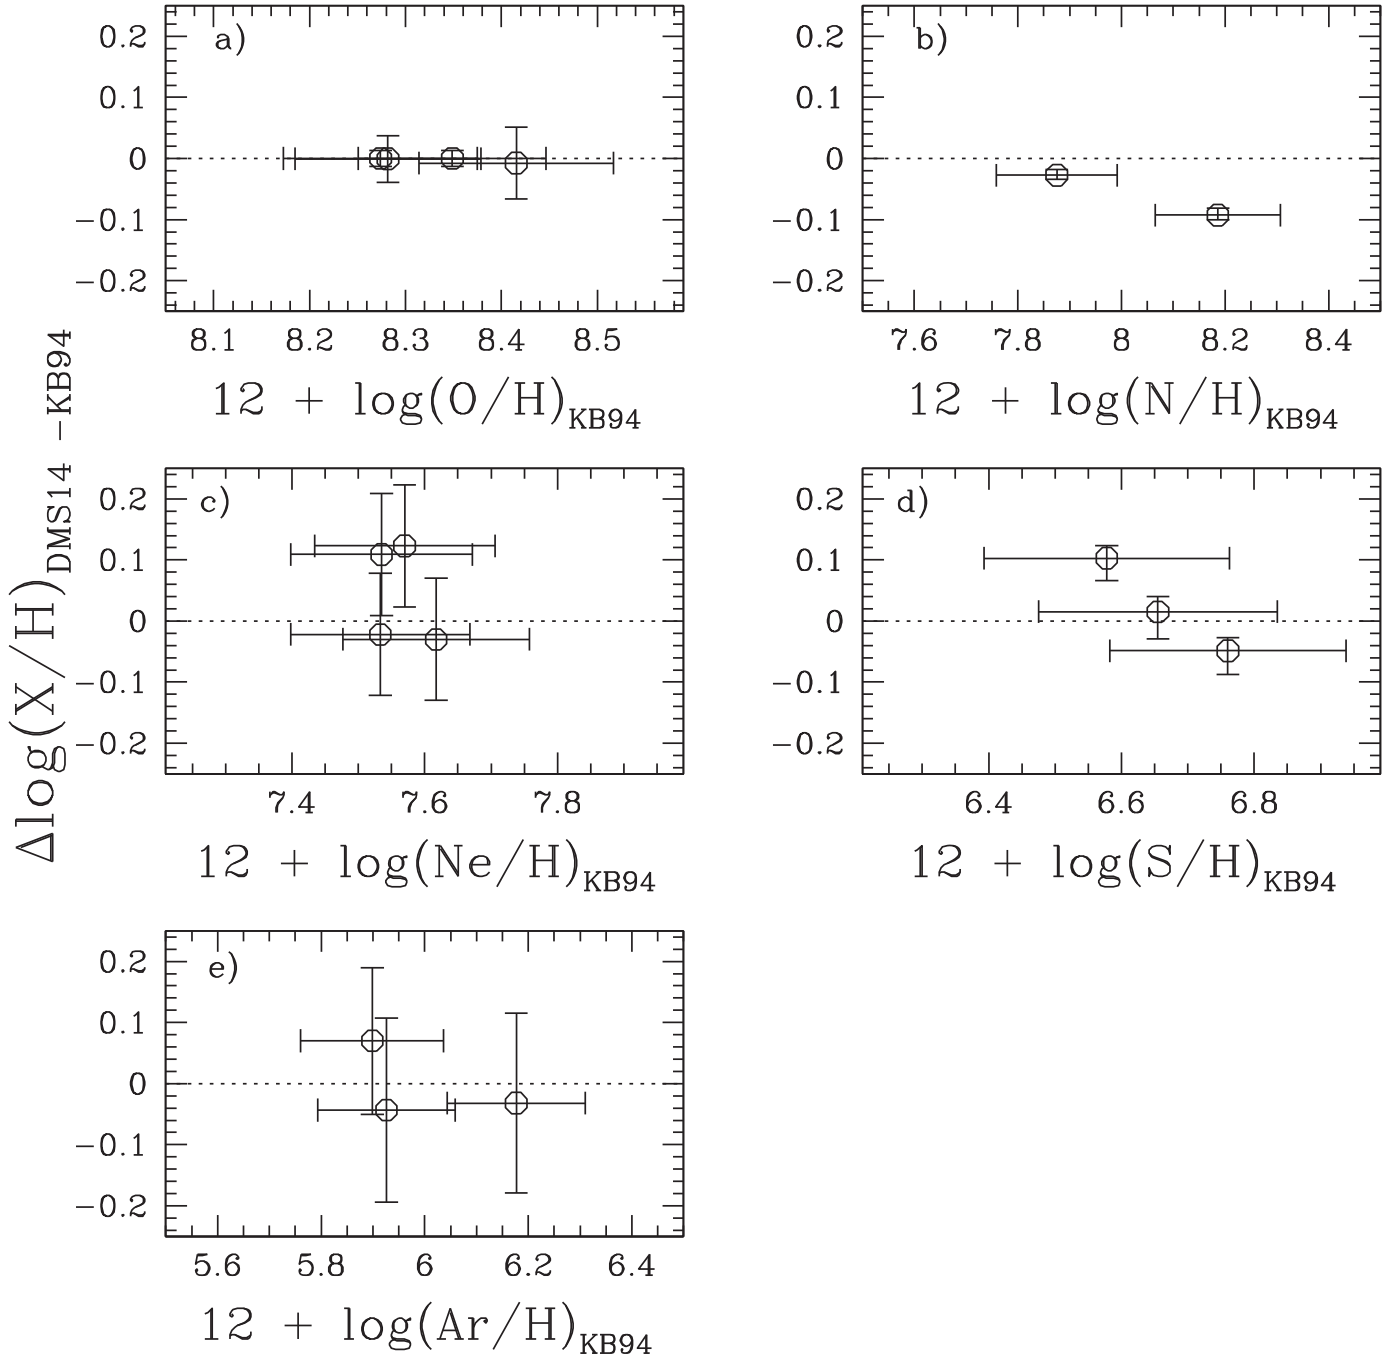 Δlog(X/H)DMS14 −KB94
a)
0.2
0.1
0
−0.1
−0.2
8.1 8.2 8.3 8.4 8.5
12 + log(O/H)KB94
b)
0.2
0.1
0
−0.1
−0.2
7.6 7.8 8 8.2 8.4
12 + log(N/H)KB94
c)
0.2
0.1
0
−0.1
−0.2
7.4 7.6 7.8
12 + log(Ne/H)KB94
d)
0.2
0.1
0
−0.1
−0.2
6.4 6.6 6.8
12 + log(S/H)KB94
e)
0.2
0.1
0
−0.1
−0.2
5.6 5.8 6 6.2 6.4
12 + log(Ar/H)KB94